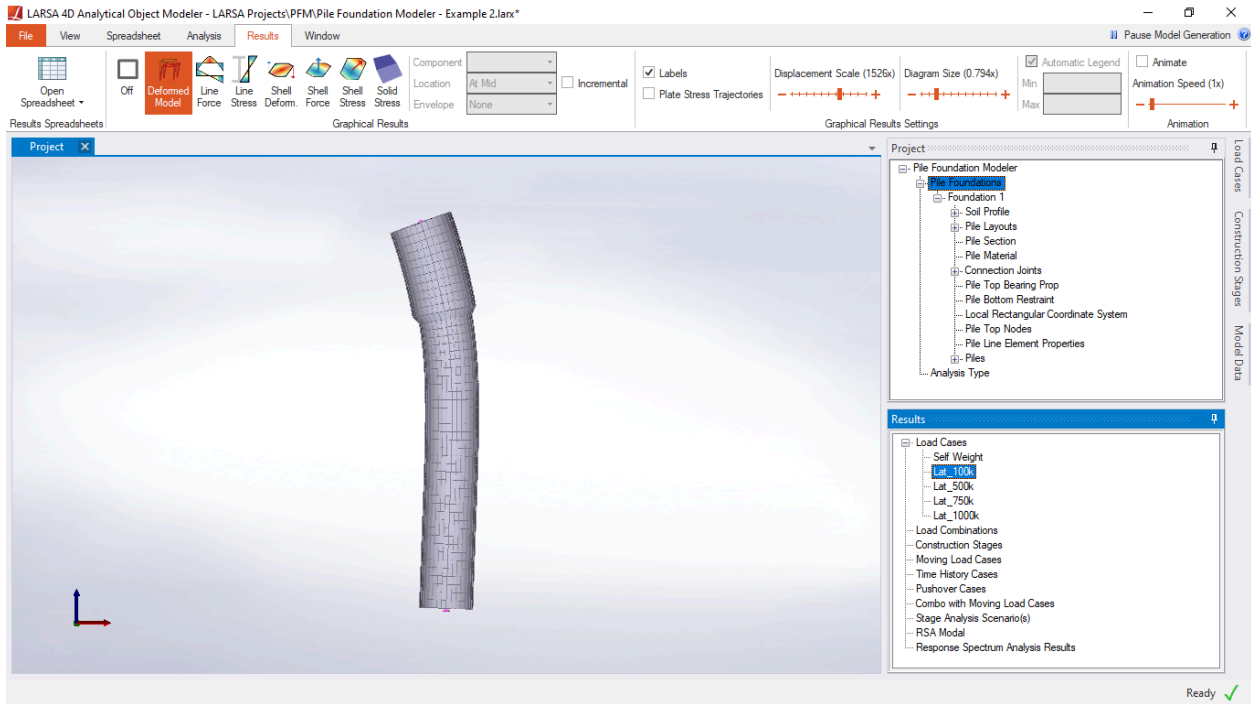 LARSA 4D Analytical Object Modeler - LARSA Projects\PFM\Pile Foundation Modeler - Example 2.larx*
File View Spreadsheet Analysis Results Window
Pause Model Generation
Open Spreadsheet
Results Spreadsheets
Off
Deformed Model
Line Force
Line Stress
Shell Deform.
Shell Force
Shell Stress
Solid Stress
Component
Location At Mid
Envelope None
Incremental
Graphical Results
Labels
Plate Stress Trajectories
Displacement Scale (1526x)
Diagram Size (0.794x)
Automatic Legend
Min
Max
Graphical Results Settings
Animate
Animation Speed (1x)
Animation
Project
Project
Pile Foundation Modeler
Pile Foundations
Foundation 1
Soil Profile
Pile Layouts
Pile Section
Pile Material
Connection Joints
Pile Top Bearing Prop
Pile Bottom Restraint
Local Rectangular Coordinate System
Pile Top Nodes
Pile Line Element Properties
Piles
Analysis Type
Results
Load Cases
Self Weight
Lat_100k
Lat_500k
Lat_750k
Lat_1000k
Load Combinations
Construction Stages
Moving Load Cases
Time History Cases
Pushover Cases
Combo with Moving Load Cases
Stage Analysis Scenario(s)
RSA Modal
Response Spectrum Analysis Results
Load Cases
Construction Stages
Model Data
Ready